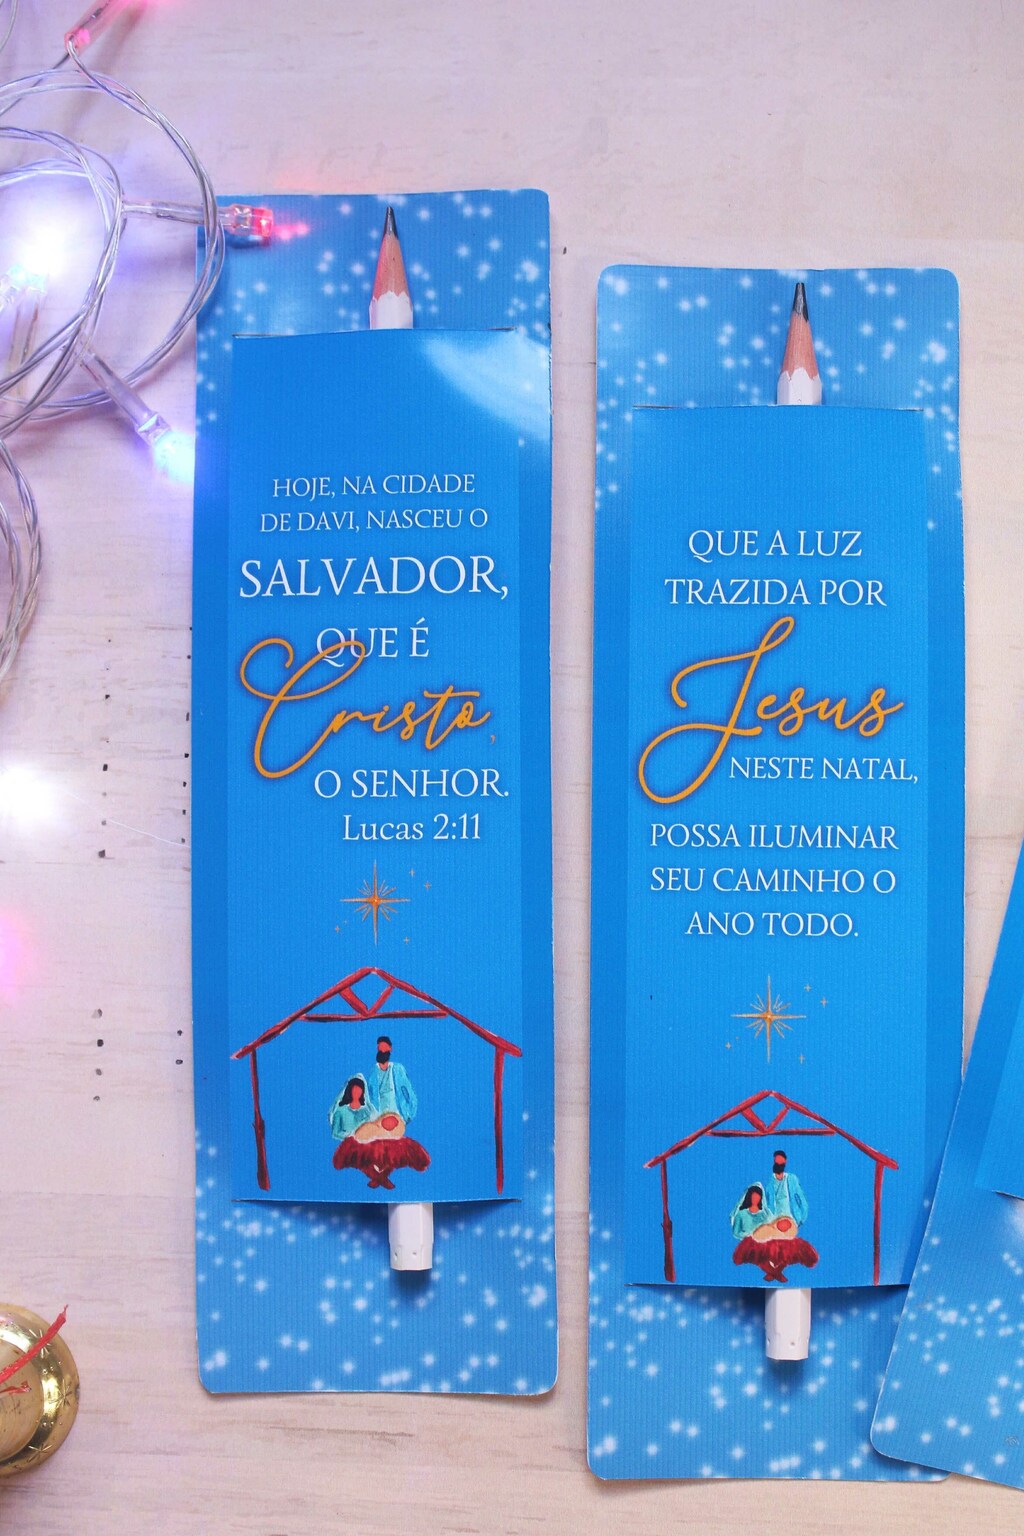 HOJE, NA CIDADE
DE DAVI, NASCEU O
SALVADOR,
QUE É
Cristo,
O SENHOR.
Lucas 2:11
QUE A LUZ
TRAZIDA POR
Jesus
NESTE NATAL,
POSSA ILUMINAR
SEU CAMINHO O
ANO TODO.